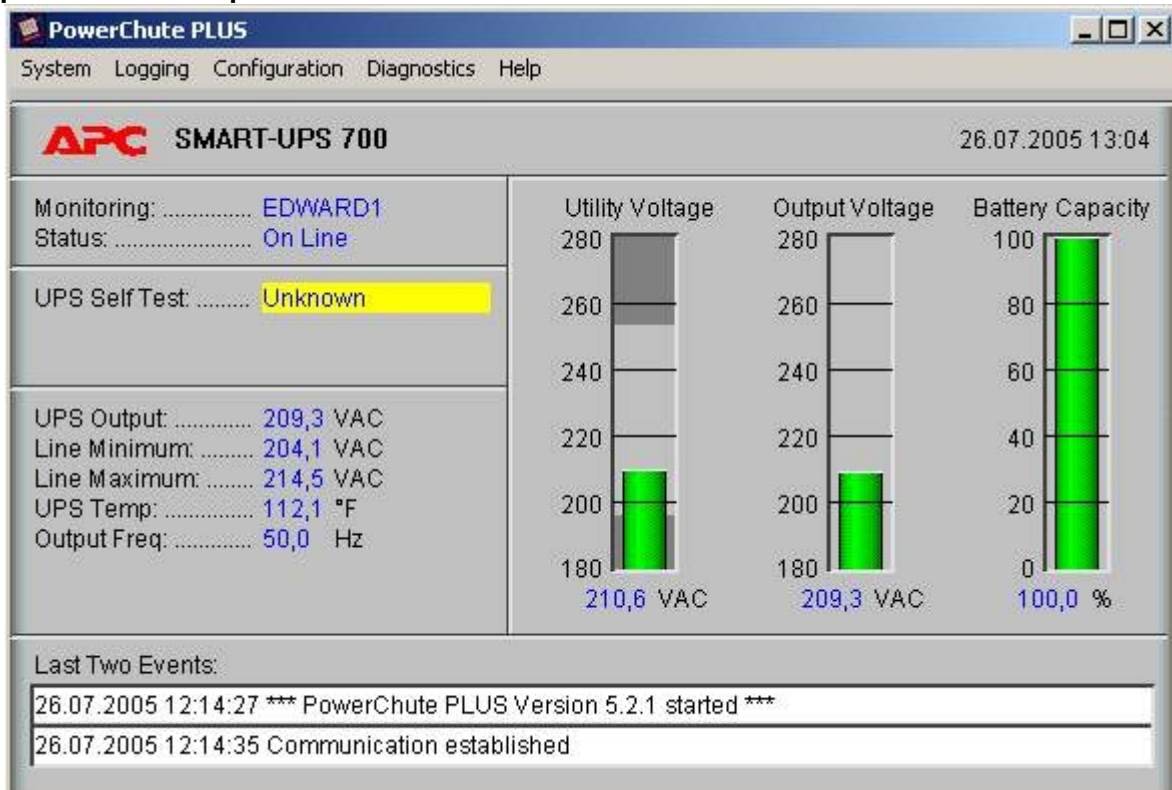 PowerChute PLUS
System Logging Configuration Diagnostics Help
APC SMART-UPS 700 26.07.2005 13:04
Monitoring: ............... EDWARD1
Status: ....................... On Line
UPS Self Test: ......... Unknown
UPS Output: ............. 209,3 VAC
Line Minimum: ......... 204,1 VAC
Line Maximum: ........ 214,5 VAC
UPS Temp: ............... 112,1 °F
Output Freq: ............. 50,0 Hz
Utility Voltage
280
260
240
220
200
180
210,6 VAC
Output Voltage
280
260
240
220
200
180
209,3 VAC
Battery Capacity
100
80
60
40
20
0
100,0 %
Last Two Events:
26.07.2005 12:14:27 *** PowerChute PLUS Version 5.2.1 started ***
26.07.2005 12:14:35 Communication established